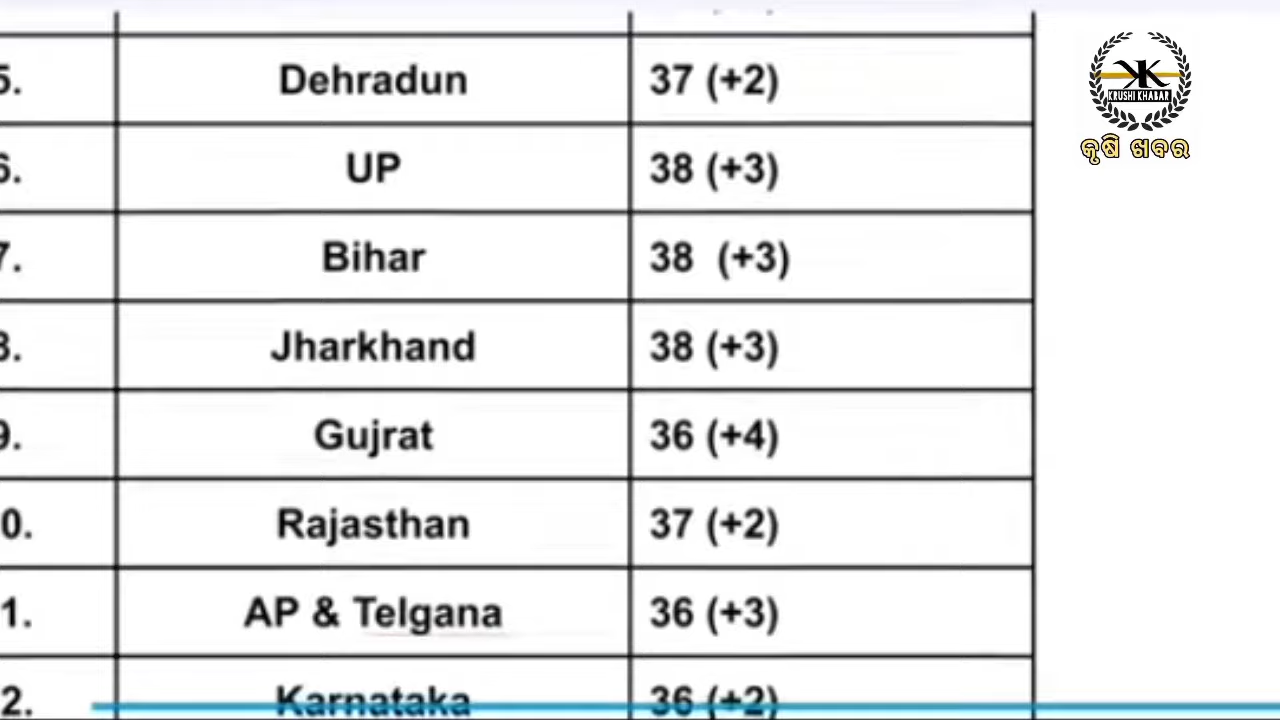 5. Dehradun 37 (+2)
6. UP 38 (+3)
7. Bihar 38 (+3)
8. Jharkhand 38 (+3)
9. Gujrat 36 (+4)
0. Rajasthan 37 (+2)
1. AP & Telgana 36 (+3)
2. Karnataka 36 (+2)
KK
KRUSHI KHABAR
କୃଷି ଖବର